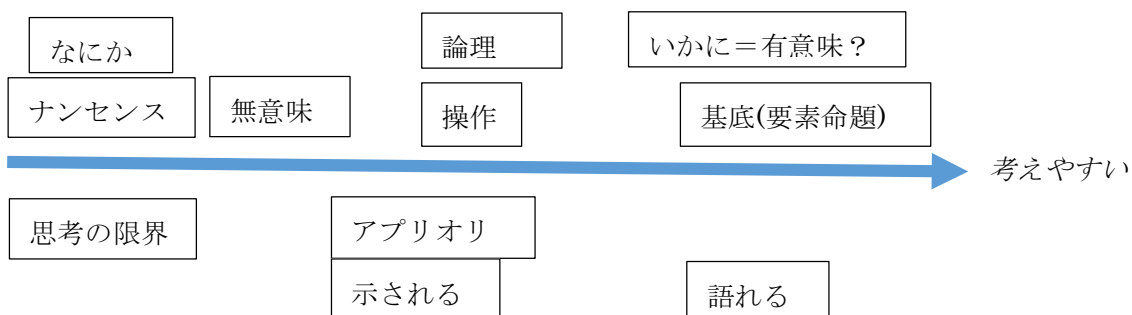 なにか
論理
いかに＝有意味？
ナンセンス
無意味
操作
基底(要素命題)
考えやすい
思考の限界
アプリオリ
示される
語れる